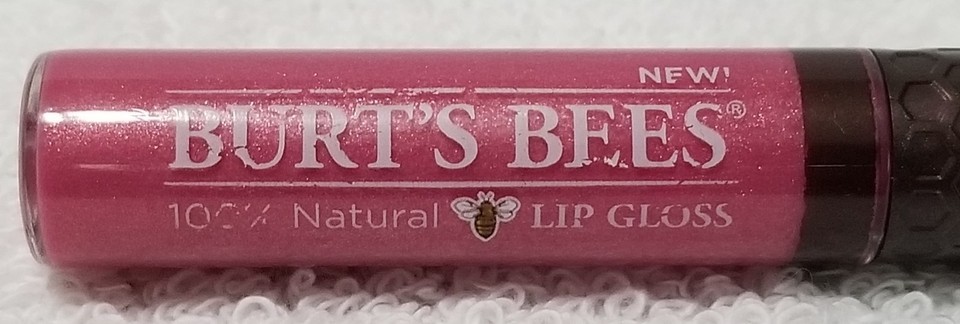 NEW!
BURT'S BEES®
100% Natural LIP GLOSS